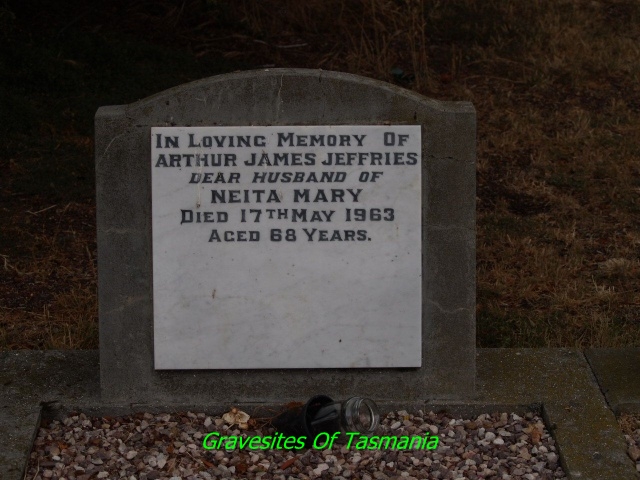 IN LOVING MEMORY OF
ARTHUR JAMES JEFFRIES
DEAR HUSBAND OF
NEITA MARY
DIED 17TH MAY 1963
AGED 68 YEARS.
Gravesites Of Tasmania